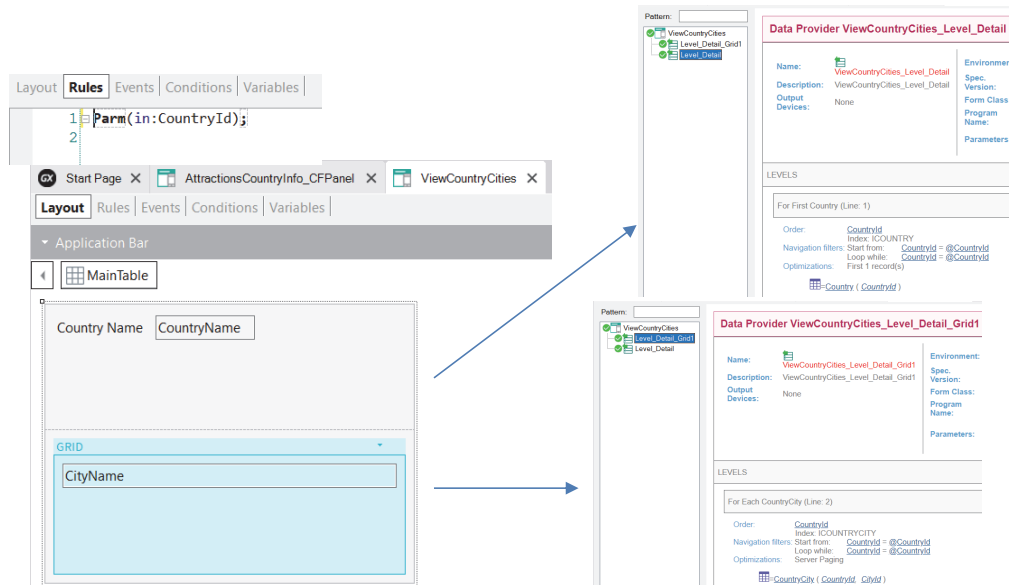 Layout Rules Events Conditions Variables
1 Parm(in:CountryId);
2
GX Start Page X AttractionsCountryInfo_CFPanel X ViewCountryCities X
Layout Rules Events Conditions Variables
Application Bar
MainTable
Country Name CountryName
GRID
CityName
Pattern:
ViewCountryCities
Level_Detail_Grid1
Level_Detail
Data Provider ViewCountryCities_Level_Detail
Name: ViewCountryCities_Level_Detail
Description: ViewCountryCities_Level_Detail
Output Devices: None
Environmen
Spec. Version:
Form Class
Program Name:
Parameters
LEVELS
For First Country (Line: 1)
Order: CountryId
Index: ICOUNTRY
Navigation filters: Start from: CountryId = @CountryId
Loop while: CountryId = @CountryId
Optimizations: First 1 record(s)
=Country ( CountryId )
Pattern:
ViewCountryCities
Level_Detail_Grid1
Level_Detail
Data Provider ViewCountryCities_Level_Detail_Grid1
Name: ViewCountryCities_Level_Detail_Grid1
Description: ViewCountryCities_Level_Detail_Grid1
Output Devices: None
Environment:
Spec. Version:
Form Class:
Program Name:
Parameters:
LEVELS
For Each CountryCity (Line: 2)
Order: CountryId
Index: ICOUNTRYCITY
Navigation filters: Start from: CountryId = @CountryId
Loop while: CountryId = @CountryId
Optimizations: Server Paging
=CountryCity ( CountryId, CityId )